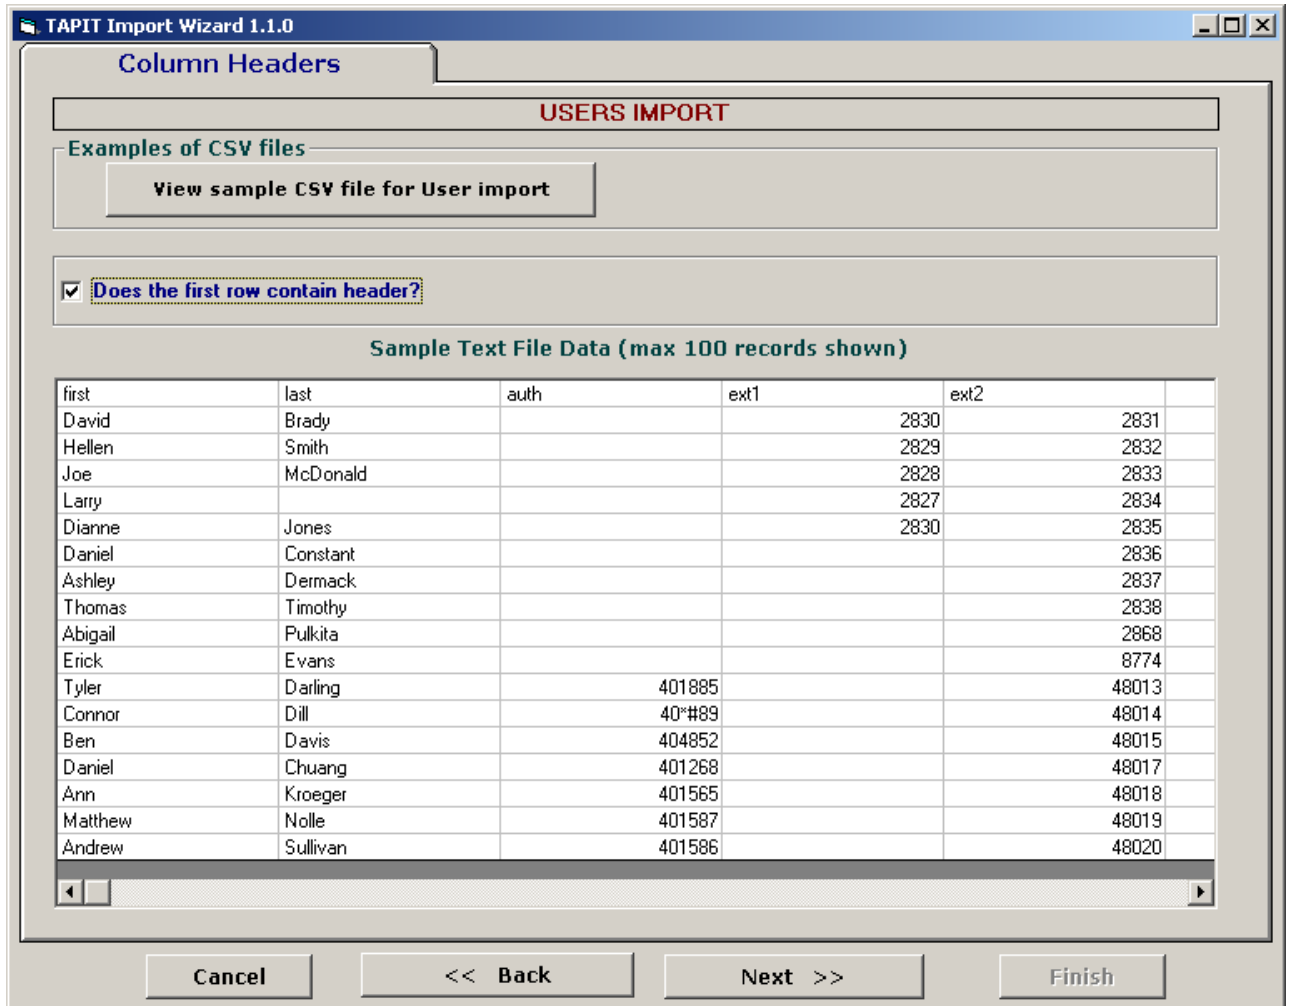 TAPIT Import Wizard 1.1.0
Column Headers
USERS IMPORT
Examples of CSV files
View sample CSV file for User import
Does the first row contain header?
Sample Text File Data (max 100 records shown)
first last auth ext1 ext2
David Brady 2830 2831
Hellen Smith 2829 2832
Joe McDonald 2828 2833
Larry 2827 2834
Dianne Jones 2830 2835
Daniel Constant 2836
Ashley Dermack 2837
Thomas Timothy 2838
Abigail Pulkita 2868
Erick Evans 8774
Tyler Darling 401885 48013
Connor Dill 40*#89 48014
Ben Davis 404852 48015
Daniel Chuang 401268 48017
Ann Kroeger 401565 48018
Matthew Nolle 401587 48019
Andrew Sullivan 401586 48020
Cancel << Back Next >> Finish